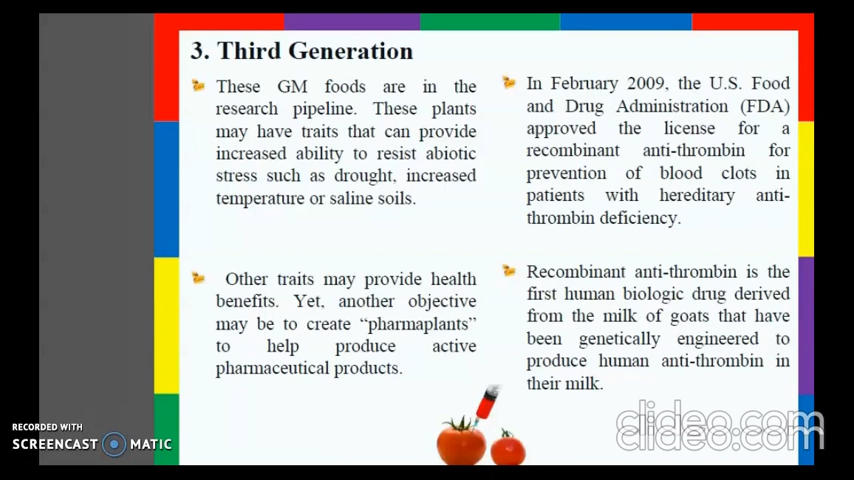 3. Third Generation
These GM foods are in the
research pipeline. These plants
may have traits that can provide
increased ability to resist abiotic
stress such as drought, increased
temperature or saline soils.
Other traits may provide health
benefits. Yet, another objective
may be to create “pharmaplants”
to help produce active
pharmaceutical products.
In February 2009, the U.S. Food
and Drug Administration (FDA)
approved the license for a
recombinant anti-thrombin for
prevention of blood clots in
patients with hereditary anti-
thrombin deficiency.
Recombinant anti-thrombin is the
first human biologic drug derived
from the milk of goats that have
been genetically engineered to
produce human anti-thrombin in
their milk.
RECORDED WITH
SCREENCAST MATIC
clideo.com
clideo.com